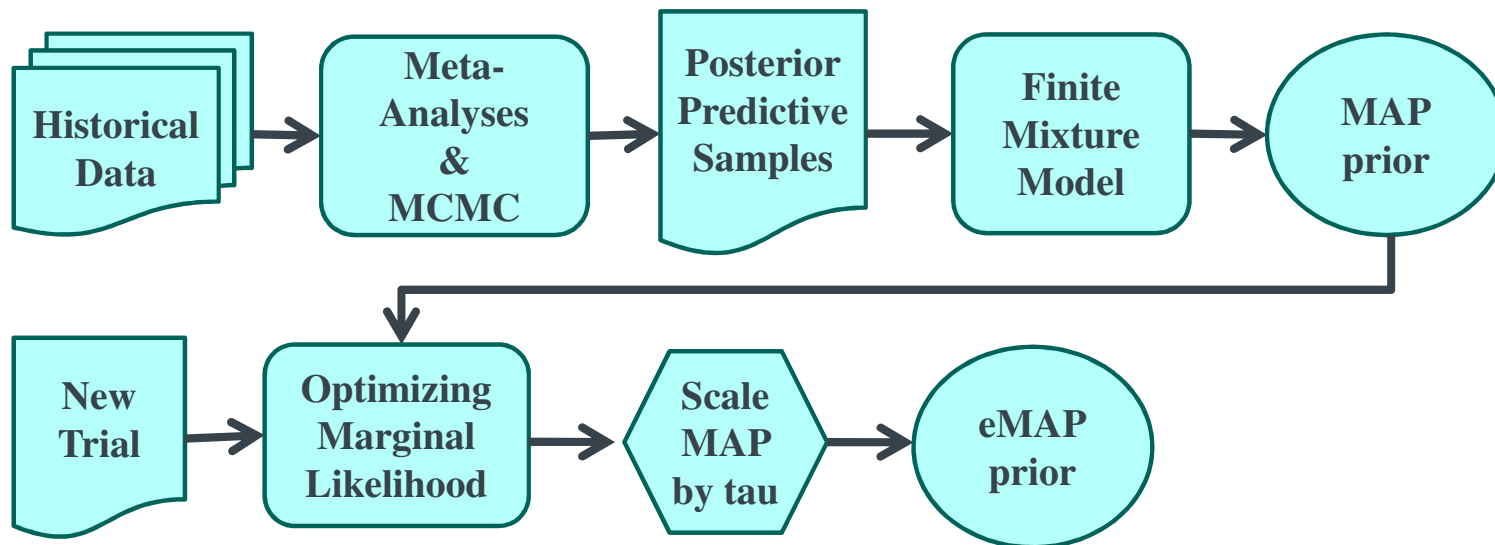 Historical
Data
Meta-
Analyses
&
MCMC
Posterior
Predictive
Samples
Finite
Mixture
Model
MAP
prior
New
Trial
Optimizing
Marginal
Likelihood
Scale
MAP
by tau
eMAP
prior